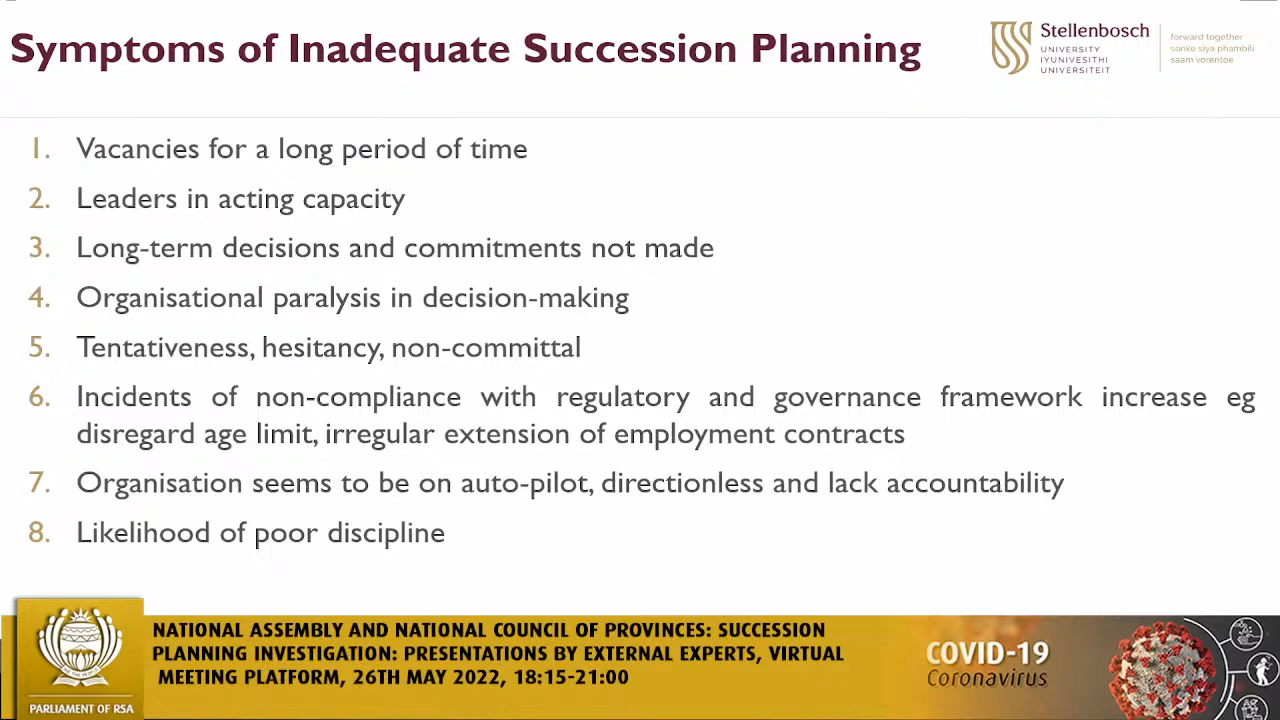 Symptoms of Inadequate Succession Planning
Stellenbosch
UNIVERSITY
IYUNIVESITHI
UNIVERSITEIT
forward together
sonke siya phambili
saam vorentoe
1. Vacancies for a long period of time
2. Leaders in acting capacity
3. Long-term decisions and commitments not made
4. Organisational paralysis in decision-making
5. Tentativeness, hesitancy, non-committal
6. Incidents of non-compliance with regulatory and governance framework increase eg
disregard age limit, irregular extension of employment contracts
7. Organisation seems to be on auto-pilot, directionless and lack accountability
8. Likelihood of poor discipline
PARLIAMENT OF RSA
NATIONAL ASSEMBLY AND NATIONAL COUNCIL OF PROVINCES: SUCCESSION
PLANNING INVESTIGATION: PRESENTATIONS BY EXTERNAL EXPERTS, VIRTUAL
MEETING PLATFORM, 26TH MAY 2022, 18:15-21:00
COVID-19
Coronavirus